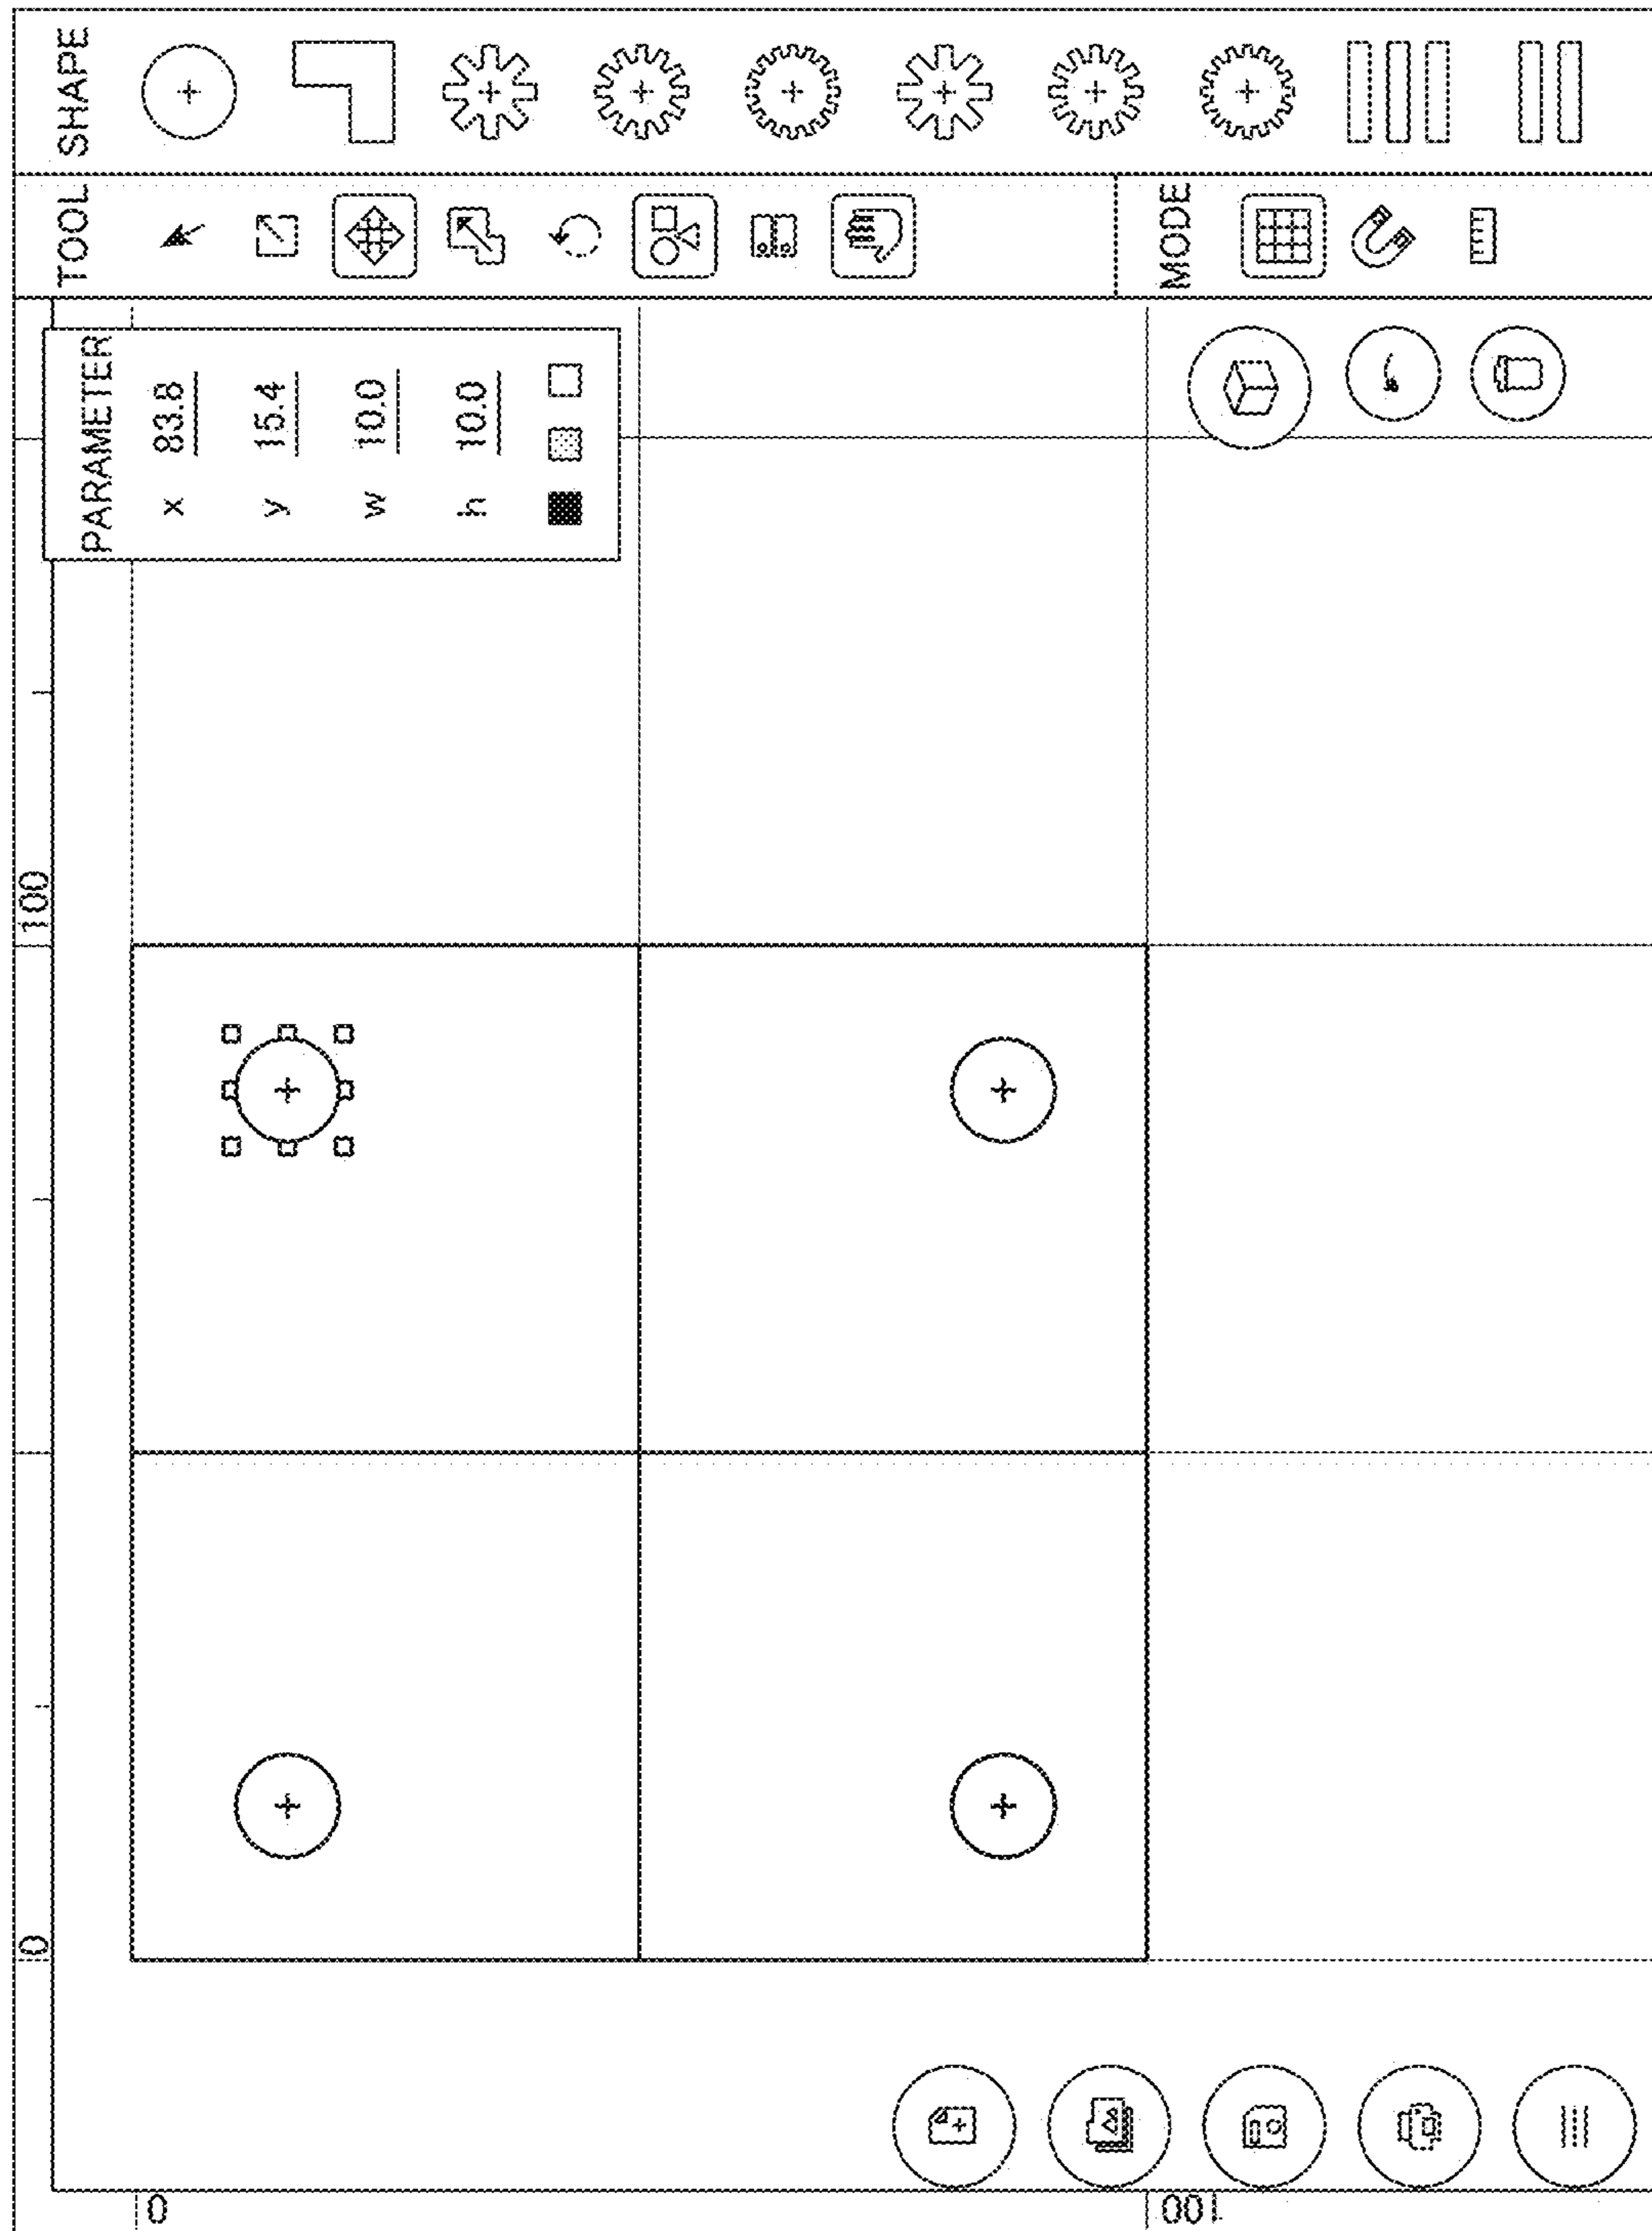 SHAPE
TOOL
MODE
PARAMETER
x 83.8
y 15.4
w 10.0
h 10.0
0
100
0
100